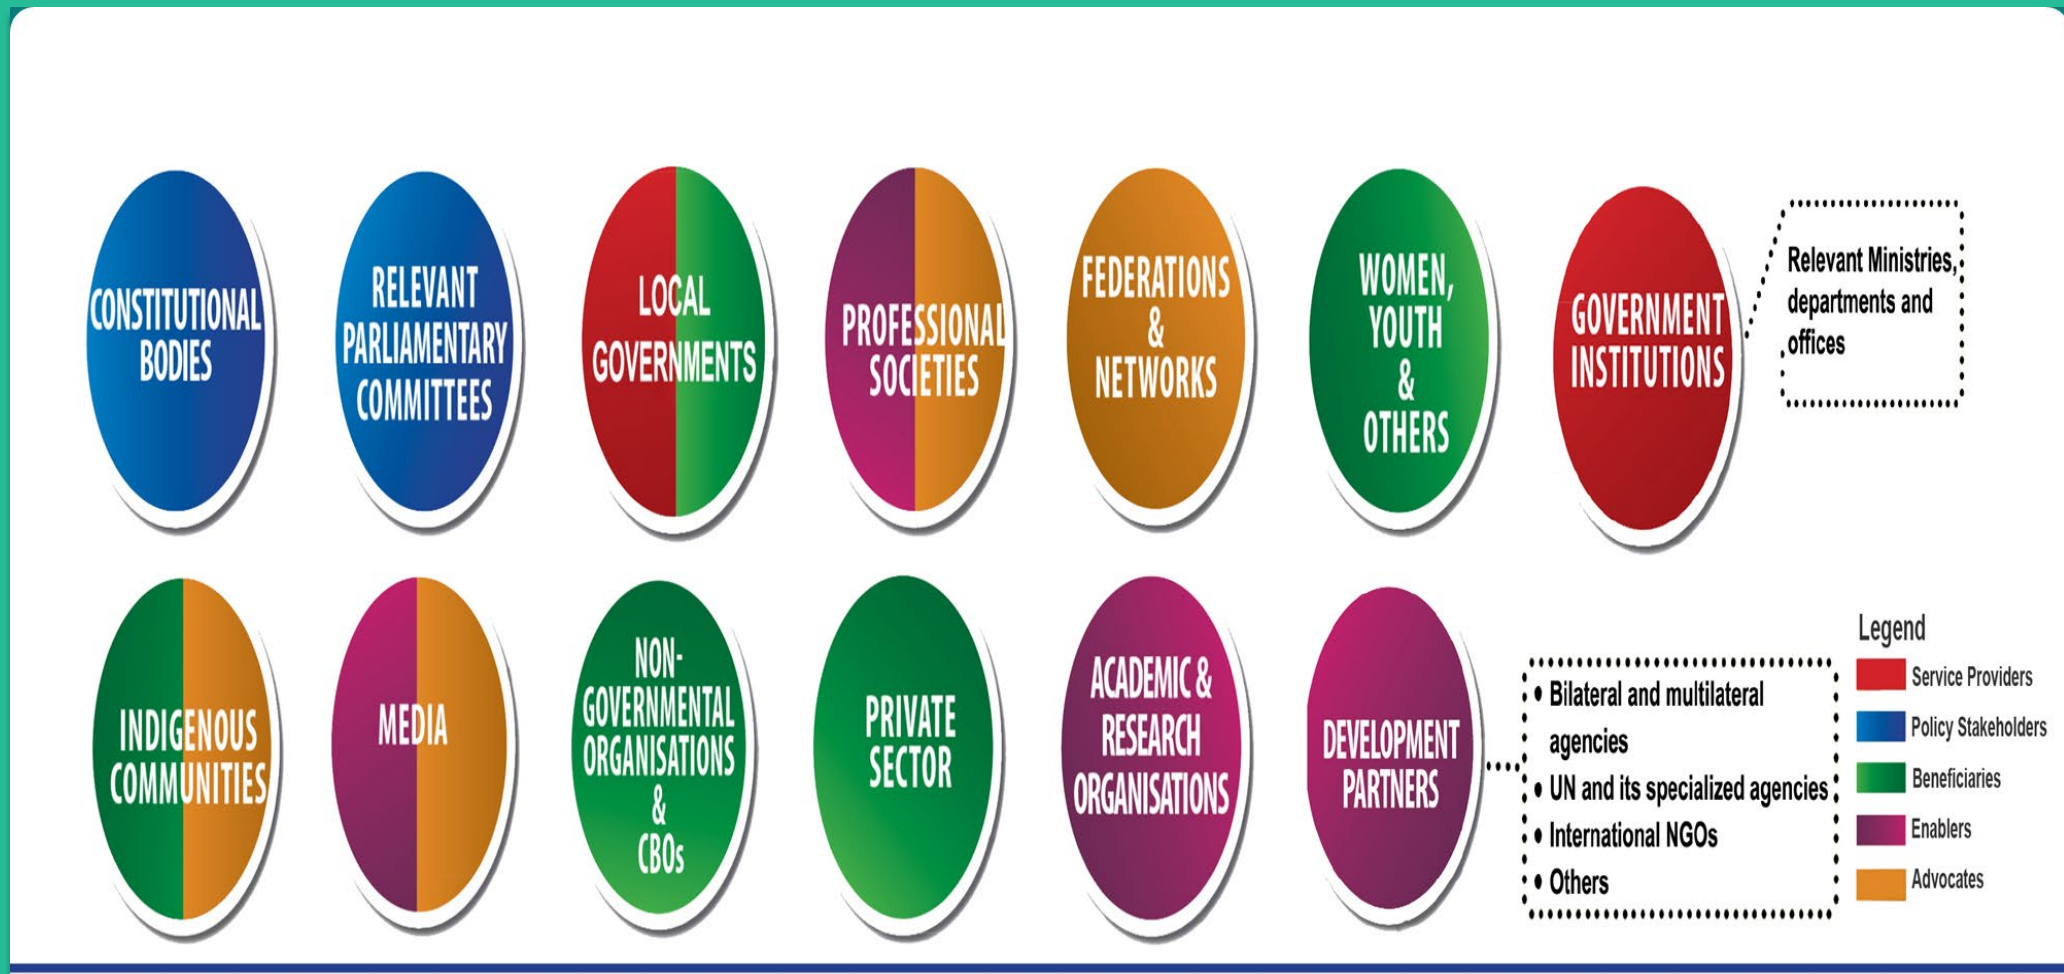 CONSTITUTIONAL
BODIES
RELEVANT
PARLIAMENTARY
COMMITTEES
LOCAL
GOVERNMENTS
PROFESSIONAL
SOCIETIES
FEDERATIONS
&
NETWORKS
WOMEN,
YOUTH
&
OTHERS
GOVERNMENT
INSTITUTIONS
Relevant Ministries,
departments and
offices
INDIGENOUS
COMMUNITIES
MEDIA
NON-
GOVERNMENTAL
ORGANISATIONS
&
CBOs
PRIVATE
SECTOR
ACADEMIC &
RESEARCH
ORGANISATIONS
DEVELOPMENT
PARTNERS
• Bilateral and multilateral
agencies
• UN and its specialized agencies
• International NGOs
• Others
Legend
Service Providers
Policy Stakeholders
Beneficiaries
Enablers
Advocates